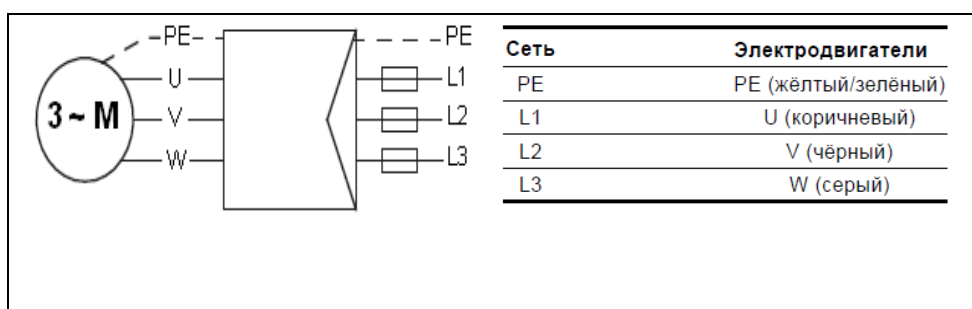 PE PE
U L1
3 ~ M V L2
W L3
Сеть Электродвигатели
PE PE (жёлтый/зелёный)
L1 U (коричневый)
L2 V (чёрный)
L3 W (серый)